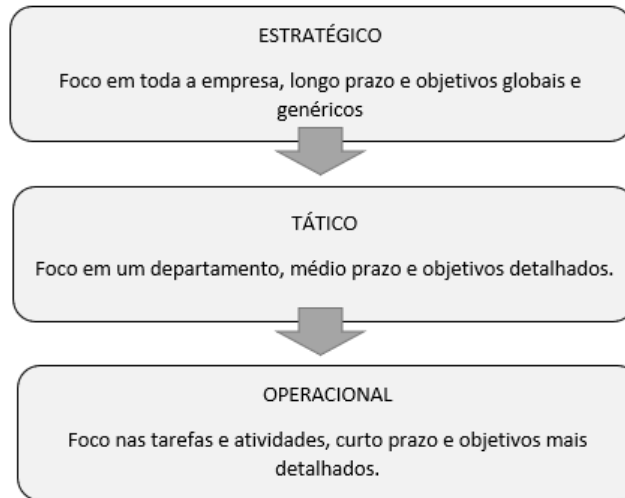 ESTRATÉGICO
Foco em toda a empresa, longo prazo e objetivos globais e
genéricos
TÁTICO
Foco em um departamento, médio prazo e objetivos detalhados.
OPERACIONAL
Foco nas tarefas e atividades, curto prazo e objetivos mais
detalhados.